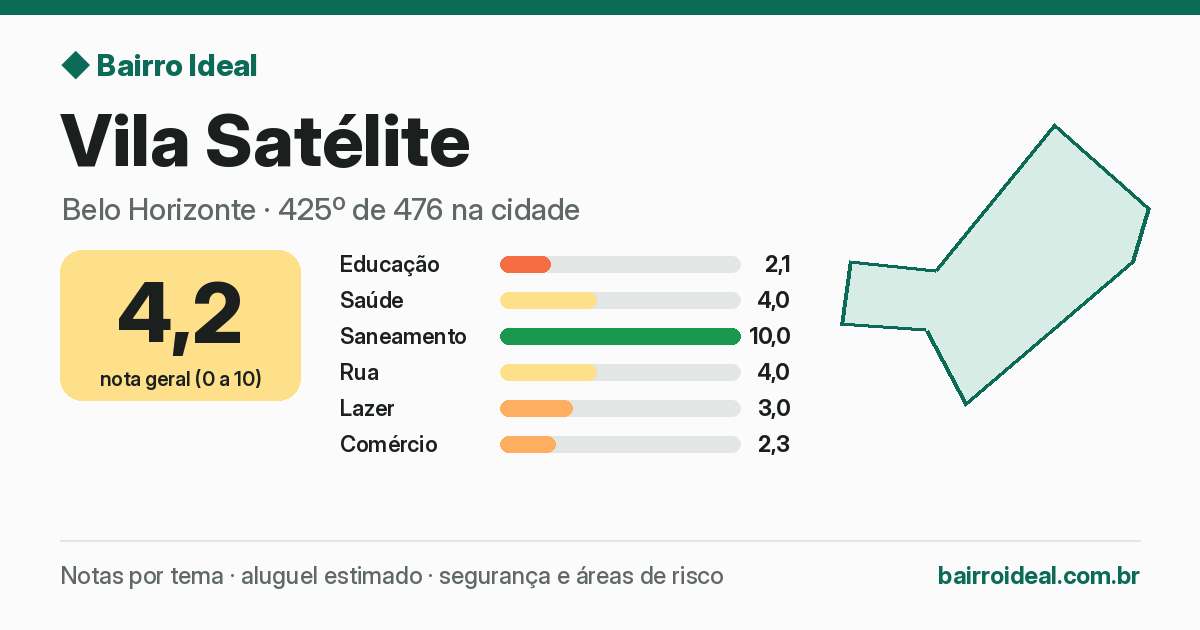 Bairro Ideal
Vila Satélite
Belo Horizonte · 425º de 476 na cidade
4,2
nota geral (0 a 10)
Educação 2,1
Saúde 4,0
Saneamento 10,0
Rua 4,0
Lazer 3,0
Comércio 2,3
Notas por tema · aluguel estimado · segurança e áreas de risco
bairroideal.com.br